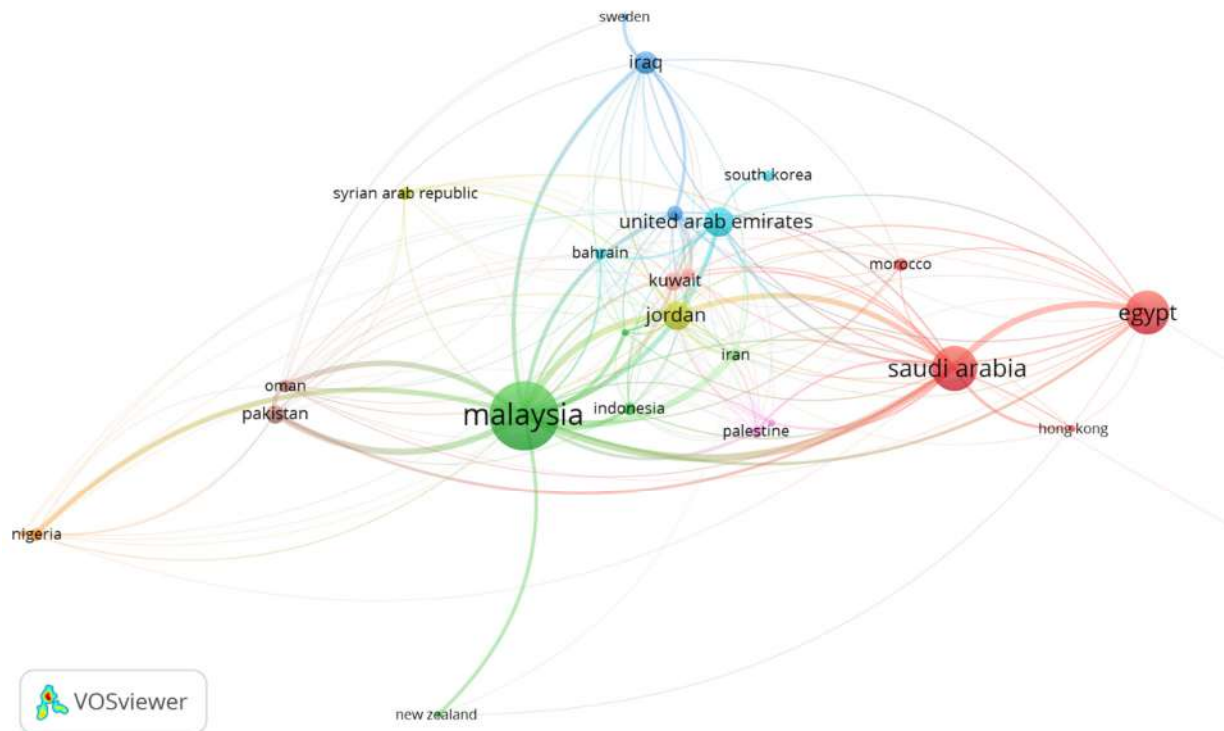 sweden
iraq
south korea
syrian arab republic
united arab emirates
bahrain
morocco
kuwait
egypt
jordan
iran
saudi arabia
oman
malaysia
indonesia
pakistan
palestine
hong kong
nigeria
VOSviewer
new zealand